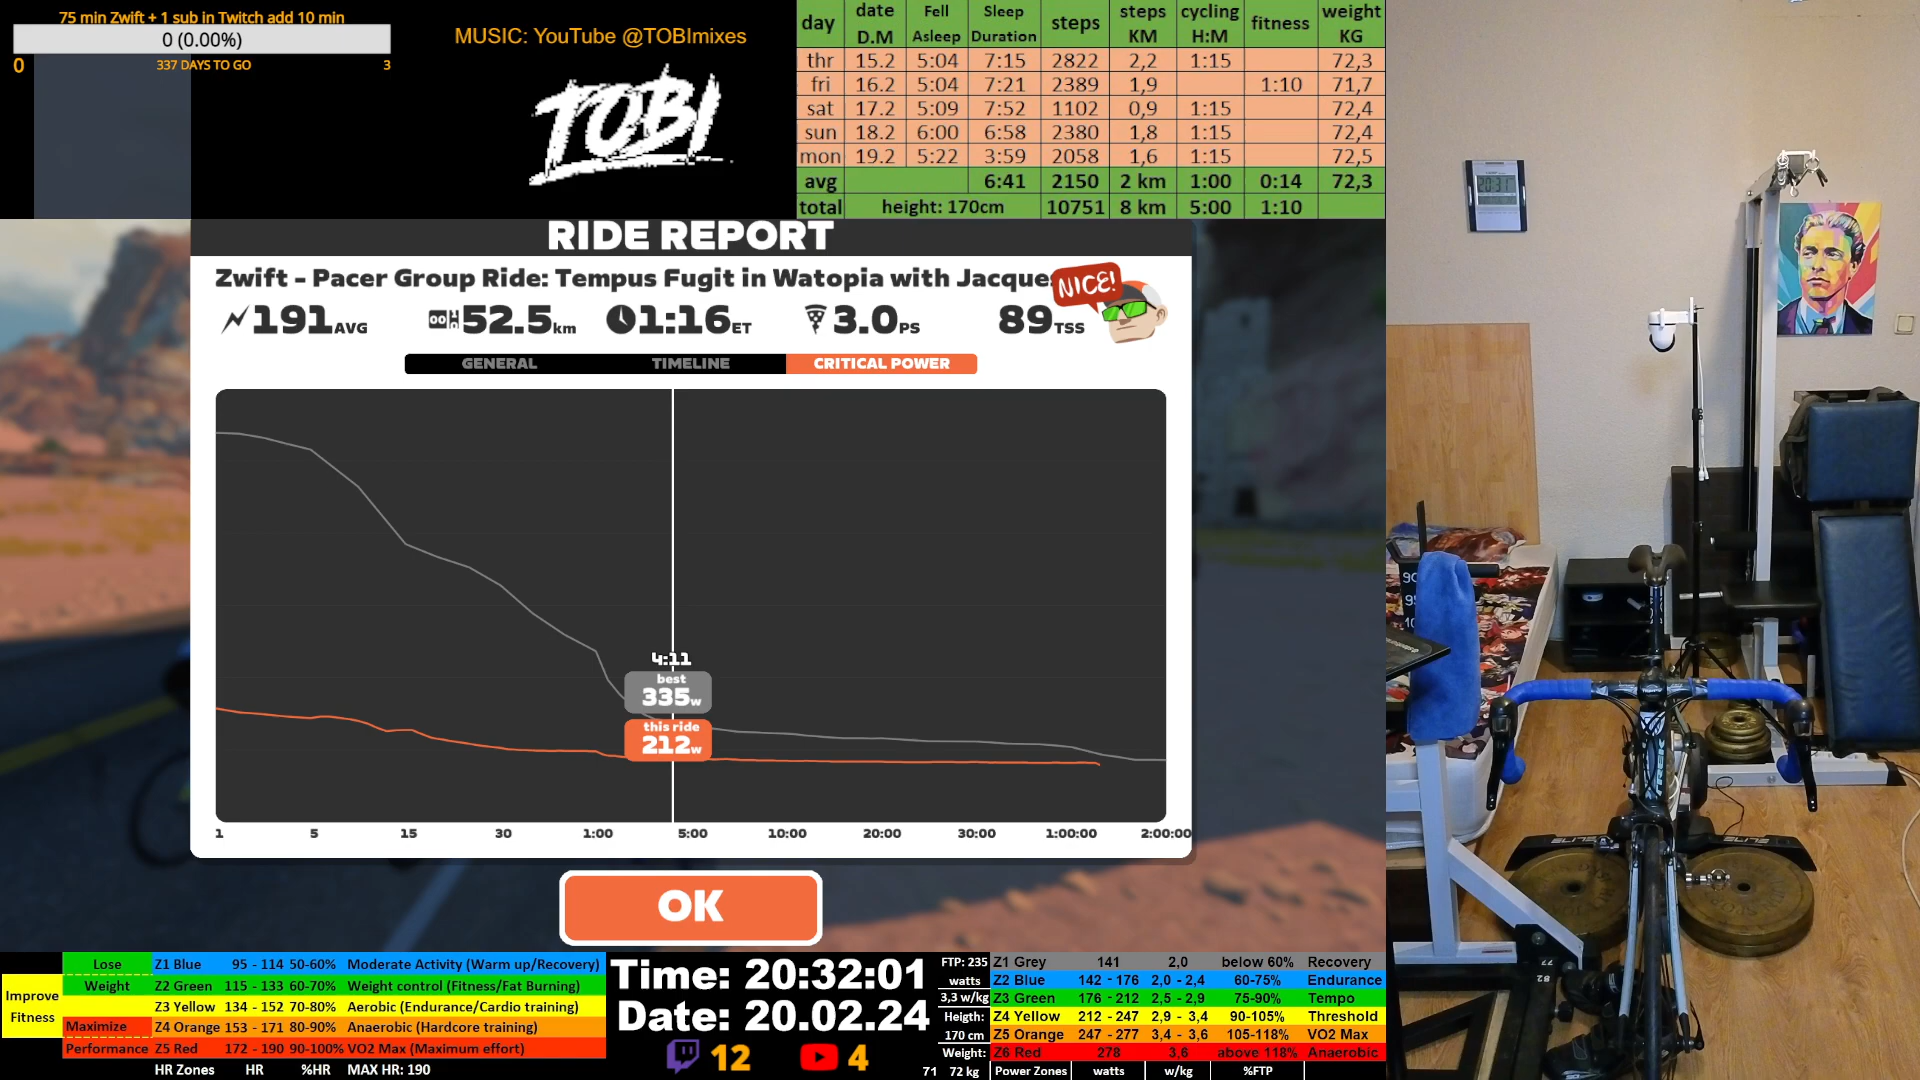 75 min Zwift + 1 sub in Twitch add 10 min
0 (0.00%)
0 337 DAYS TO GO 3
MUSIC: YouTube @TOBImixes
TOBI
day date D.M Fell Asleep Sleep Duration steps steps KM cycling H:M fitness weight KG
thr 15.2 5:04 7:15 2822 2,2 1:15 72,3
fri 16.2 5:04 7:21 2389 1,9 1:10 71,7
sat 17.2 5:09 7:52 1102 0,9 1:15 72,4
sun 18.2 6:00 6:58 2380 1,8 1:15 72,4
mon 19.2 5:22 3:59 2058 1,6 1:15 72,5
avg 6:41 2150 2 km 1:00 0:14 72,3
total height: 170cm 10751 8 km 5:00 1:10
RIDE REPORT
Zwift - Pacer Group Ride: Tempus Fugit in Watopia with Jacque
NICE!
191AVG 52.5km 1:16ET 3.0PS 89TSS
GENERAL TIMELINE CRITICAL POWER
4:11
best
335w
this ride
212w
1 5 15 30 1:00 5:00 10:00 20:00 30:00 1:00:00 2:00:00
OK
Improve Fitness
Lose Weight
Maximize Performance
Z1 Blue 95 - 114 50-60% Moderate Activity (Warm up/Recovery)
Z2 Green 115 - 133 60-70% Weight control (Fitness/Fat Burning)
Z3 Yellow 134 - 152 70-80% Aerobic (Endurance/Cardio training)
Z4 Orange 153 - 171 80-90% Anaerobic (Hardcore training)
Z5 Red 172 - 190 90-100% VO2 Max (Maximum effort)
HR Zones HR %HR MAX HR: 190
Time: 20:32:01
Date: 20.02.24
12 4
FTP: 235 watts
3,3 w/kg
Heigth: 170 cm
Weight:
71 72 kg
Z1 Grey 141 2,0 below 60% Recovery
Z2 Blue 142 - 176 2,0 - 2,4 60-75% Endurance
Z3 Green 176 - 212 2,5 - 2,9 75-90% Tempo
Z4 Yellow 212 - 247 2,9 - 3,4 90-105% Threshold
Z5 Orange 247 - 277 3,4 - 3,6 105-118% VO2 Max
Z6 Red 278 3,6 above 118% Anaerobic
Power Zones watts w/kg %FTP
20:31
TREK
ELITE
77
82